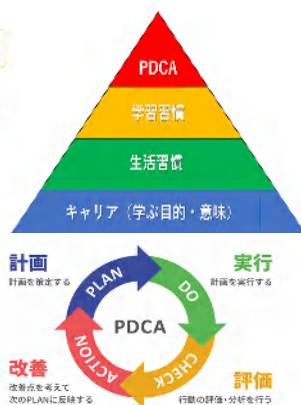 PDCA
学習習慣
生活習慣
キャリア（学ぶ目的・意味）
計画
計画を策定する
実行
計画を実行する
PLAN
DO
PDCA
ACTION
CHECK
改善
改善点を考えて
次のPLANに反映する
評価
行動の評価・分析を行う